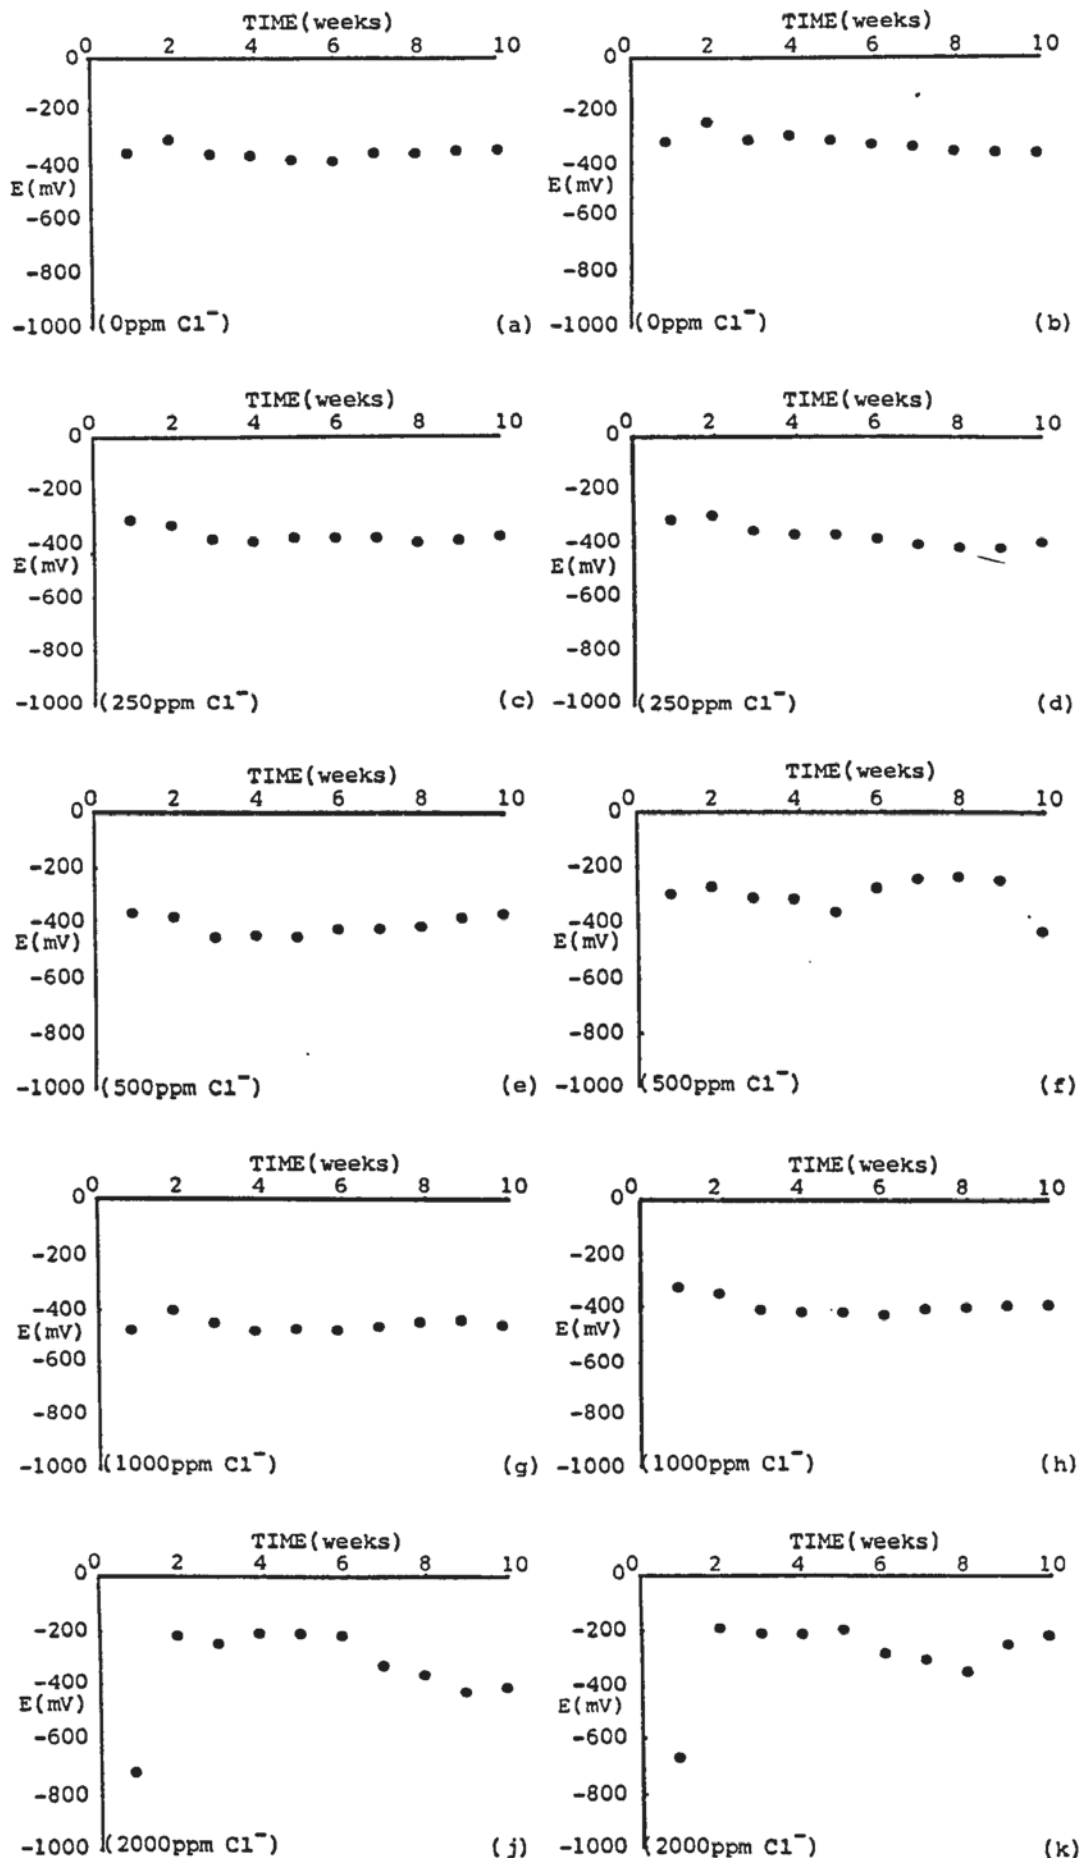 TIME(weeks) TIME(weeks)
0 2 4 6 8 10 0 2 4 6 8 10
0 0
-200 -200
-400 -400
E(mV) E(mV)
-600 -600
-800 -800
-1000 (0ppm Cl⁻) (a) -1000 (0ppm Cl⁻) (b)
TIME(weeks) TIME(weeks)
0 2 4 6 8 10 0 2 4 6 8 10
0 0
-200 -200
-400 -400
E(mV) E(mV)
-600 -600
-800 -800
-1000 (250ppm Cl⁻) (c) -1000 (250ppm Cl⁻) (d)
TIME(weeks) TIME(weeks)
0 2 4 6 8 10 0 2 4 6 8 10
0 0
-200 -200
-400 -400
E(mV) E(mV)
-600 -600
-800 -800
-1000 (500ppm Cl⁻) (e) -1000 (500ppm Cl⁻) (f)
TIME(weeks) TIME(weeks)
0 2 4 6 8 10 0 2 4 6 8 10
0 0
-200 -200
-400 -400
E(mV) E(mV)
-600 -600
-800 -800
-1000 (1000ppm Cl⁻) (g) -1000 (1000ppm Cl⁻) (h)
TIME(weeks) TIME(weeks)
0 2 4 6 8 10 0 2 4 6 8 10
0 0
-200 -200
-400 -400
E(mV) E(mV)
-600 -600
-800 -800
-1000 (2000ppm Cl⁻) (j) -1000 (2000ppm Cl⁻) (k)